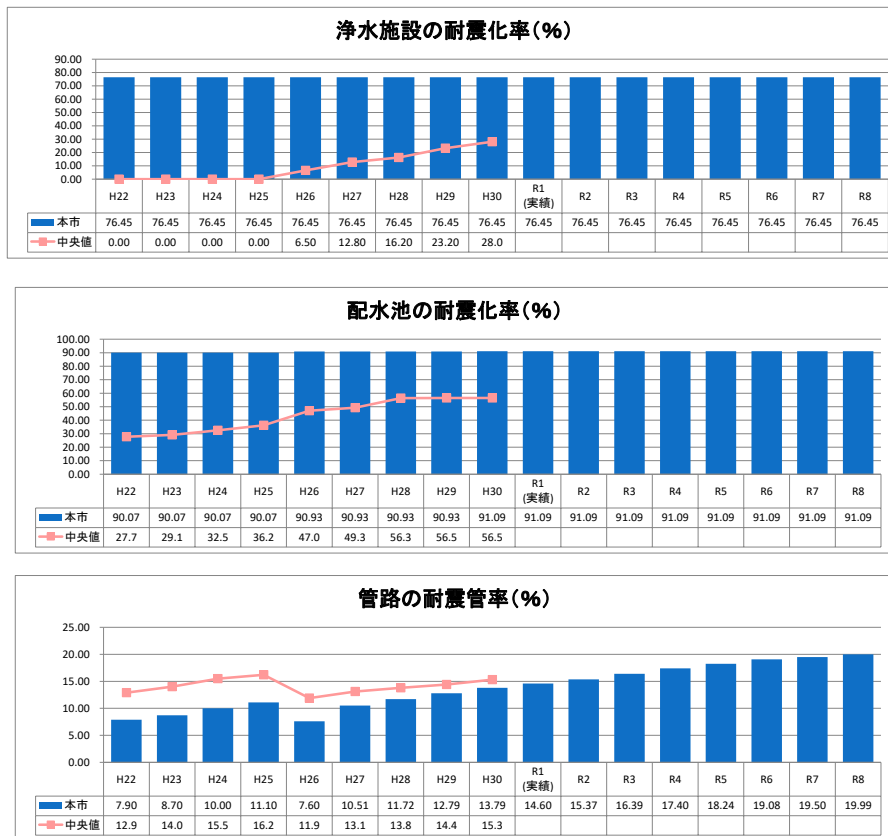 浄水施設の耐震化率(%)
90.00
80.00
70.00
60.00
50.00
40.00
30.00
20.00
10.00
0.00
H22 H23 H24 H25 H26 H27 H28 H29 H30 R1(実績) R2 R3 R4 R5 R6 R7 R8
本市 76.45 76.45 76.45 76.45 76.45 76.45 76.45 76.45 76.45 76.45 76.45 76.45 76.45 76.45 76.45 76.45 76.45
中央値 0.00 0.00 0.00 0.00 6.50 12.80 16.20 23.20 28.0
配水池の耐震化率(%)
100.00
90.00
80.00
70.00
60.00
50.00
40.00
30.00
20.00
10.00
0.00
H22 H23 H24 H25 H26 H27 H28 H29 H30 R1(実績) R2 R3 R4 R5 R6 R7 R8
本市 90.07 90.07 90.07 90.07 90.93 90.93 90.93 90.93 91.09 91.09 91.09 91.09 91.09 91.09 91.09 91.09 91.09
中央値 27.7 29.1 32.5 36.2 47.0 49.3 56.3 56.5 56.5
管路の耐震管率(%)
25.00
20.00
15.00
10.00
5.00
0.00
H22 H23 H24 H25 H26 H27 H28 H29 H30 R1(実績) R2 R3 R4 R5 R6 R7 R8
本市 7.90 8.70 10.00 11.10 7.60 10.51 11.72 12.79 13.79 14.60 15.37 16.39 17.40 18.24 19.08 19.50 19.99
中央値 12.9 14.0 15.5 16.2 11.9 13.1 13.8 14.4 15.3